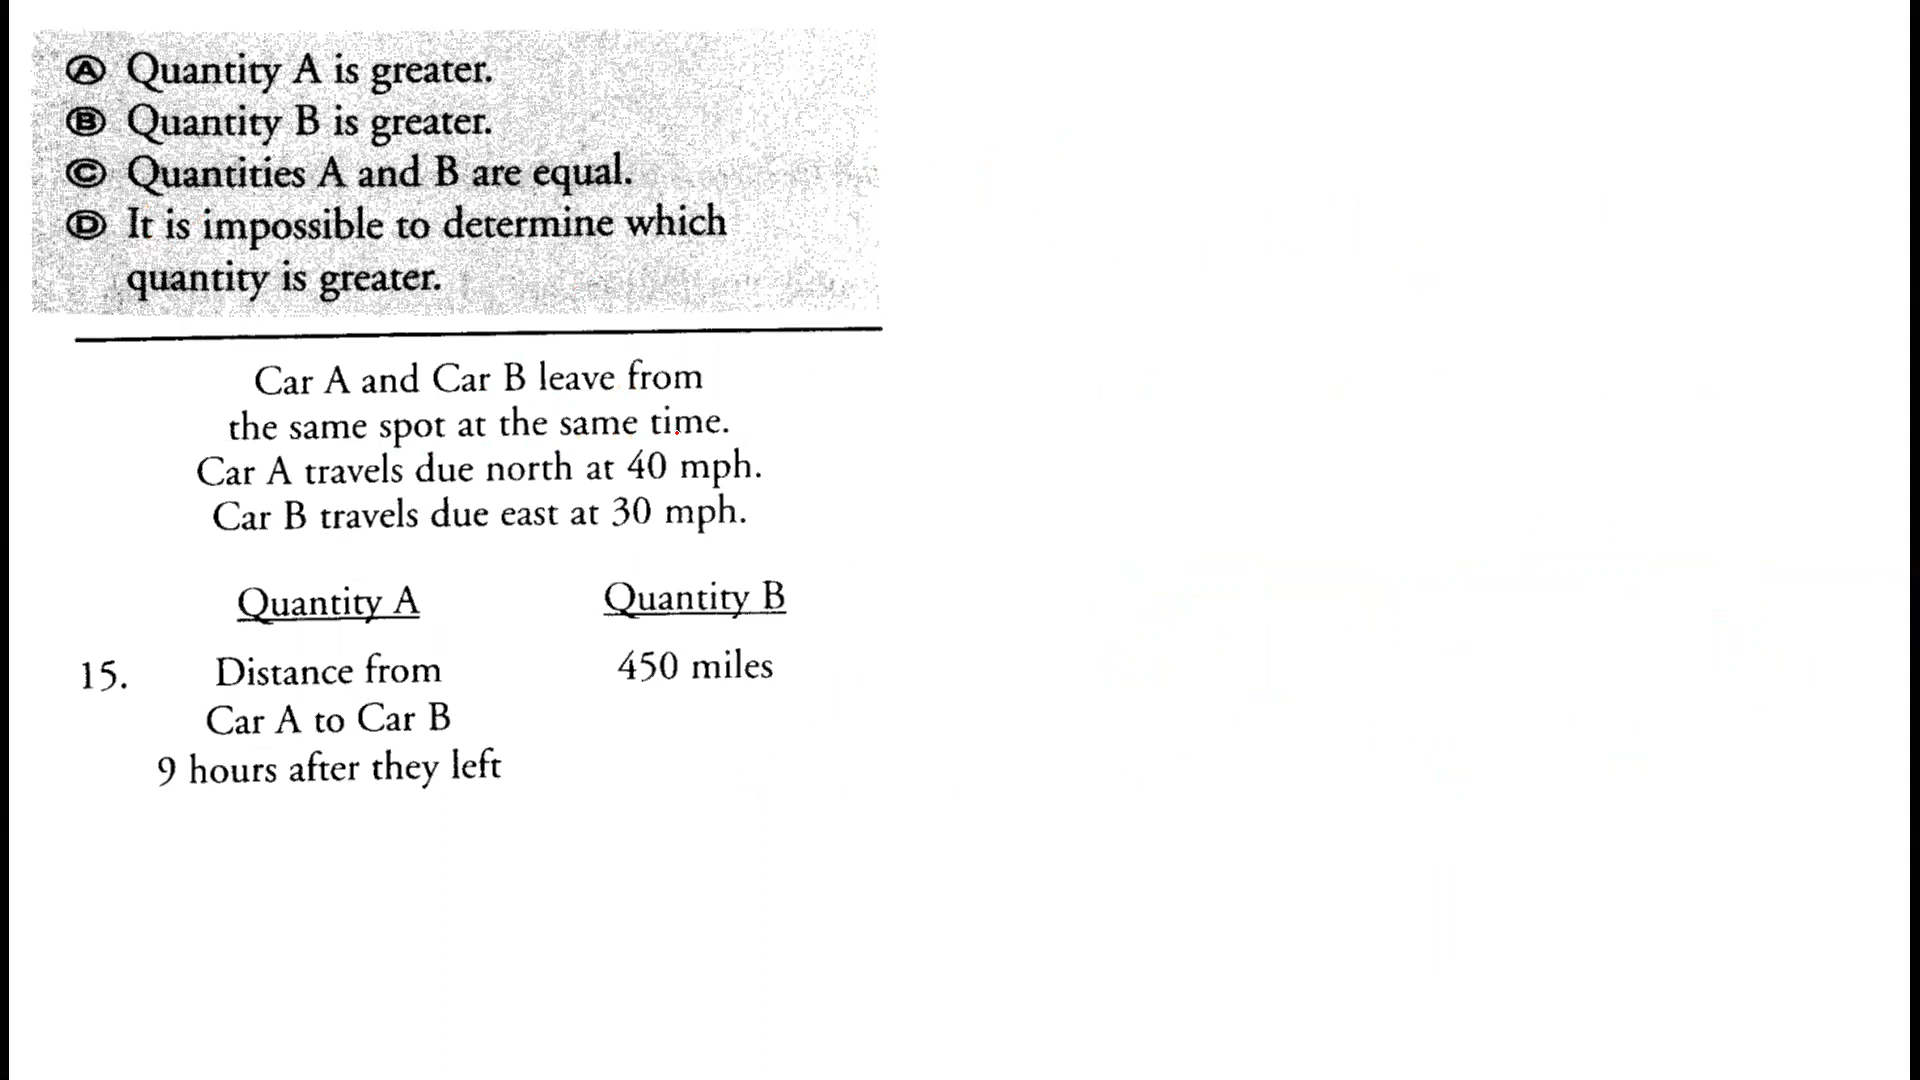 Ⓐ Quantity A is greater.
Ⓑ Quantity B is greater.
Ⓒ Quantities A and B are equal.
Ⓓ It is impossible to determine which
quantity is greater.
Car A and Car B leave from
the same spot at the same time.
Car A travels due north at 40 mph.
Car B travels due east at 30 mph.
Quantity A Quantity B
15. Distance from 450 miles
Car A to Car B
9 hours after they left